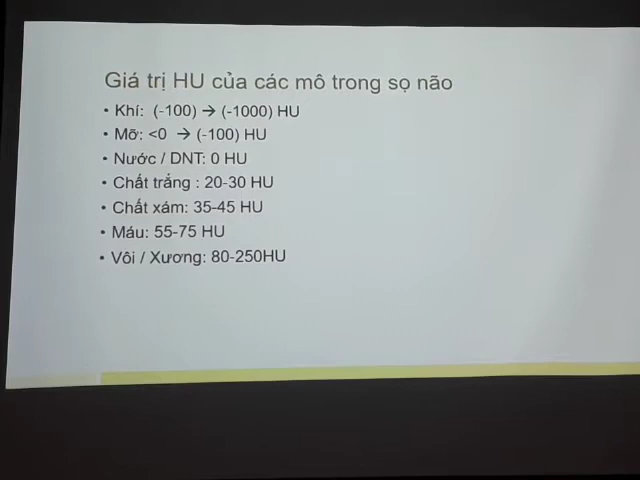 Giá trị HU của các mô trong sọ não
• Khí: (-100) → (-1000) HU
• Mỡ: <0 → (-100) HU
• Nước / DNT: 0 HU
• Chất trắng : 20-30 HU
• Chất xám: 35-45 HU
• Máu: 55-75 HU
• Vôi / Xương: 80-250HU